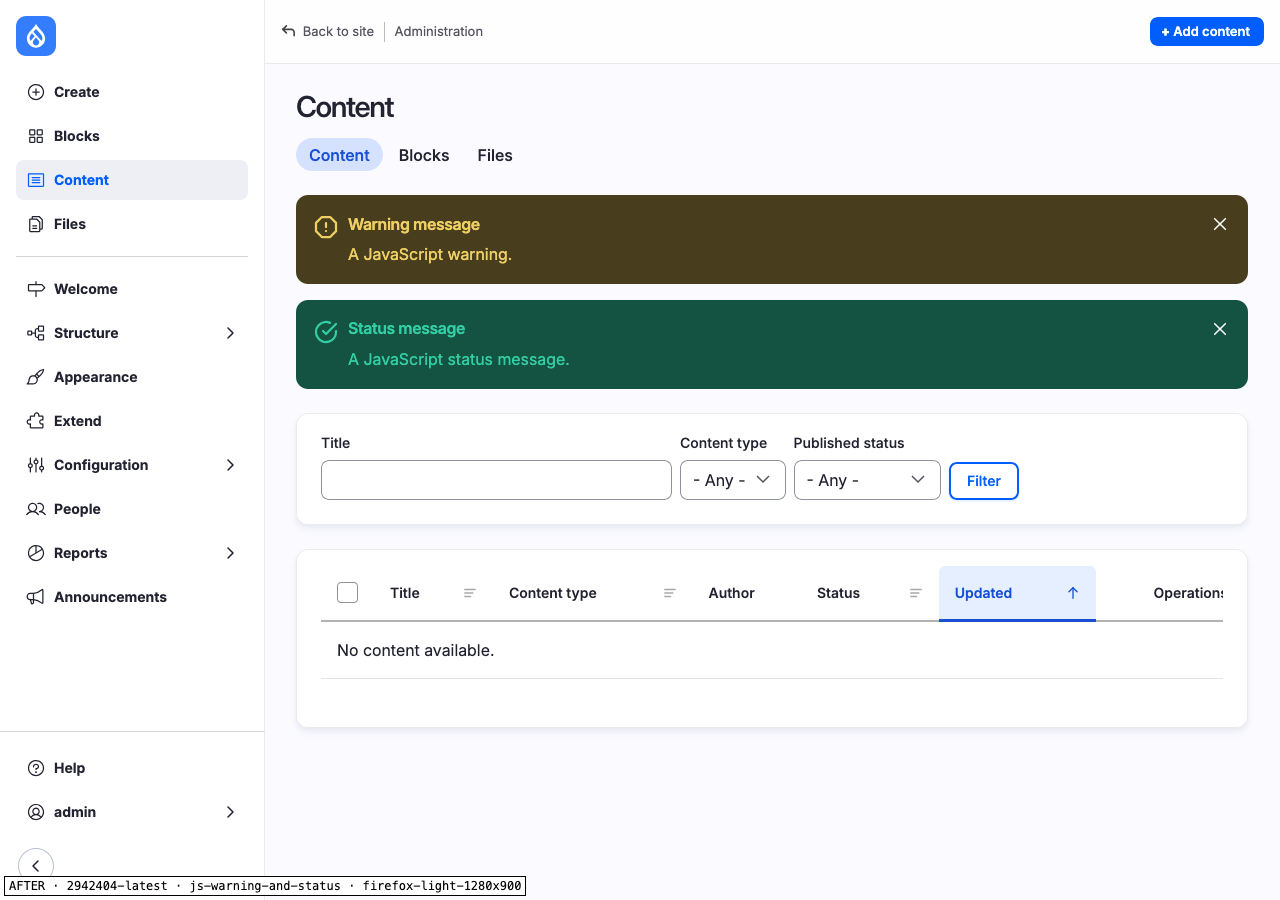 Back to site
Administration
+ Add content
Create
Blocks
Content
Files
Welcome
Structure
Appearance
Extend
Configuration
People
Reports
Announcements
Help
admin
Content
Content Blocks Files
Warning message
A JavaScript warning.
Status message
A JavaScript status message.
Title Content type Published status
- Any - - Any - Filter
Title Content type Author Status Updated Operations
No content available.
AFTER · 2942404-latest · js-warning-and-status · firefox-light-1280x900